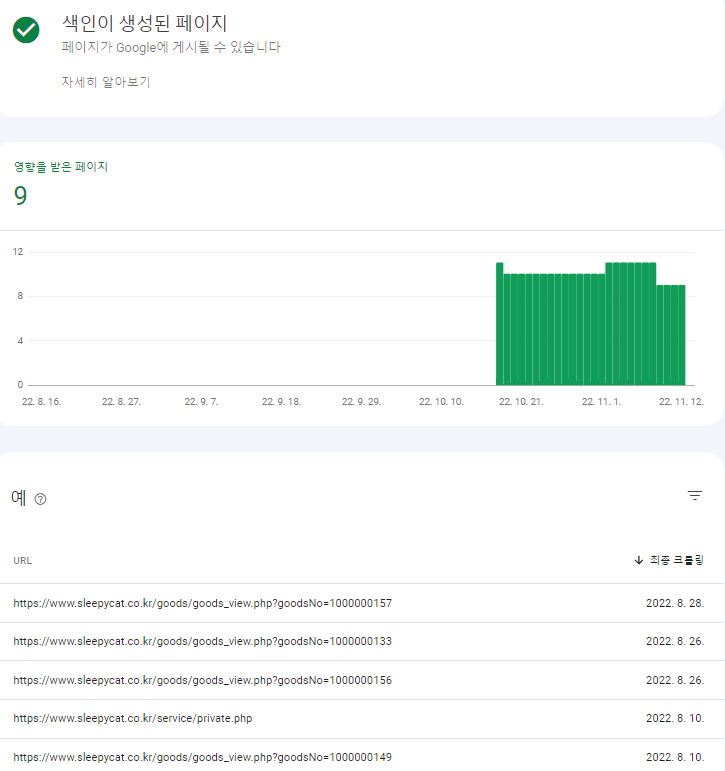 색인이 생성된 페이지
페이지가 Google에 게시될 수 있습니다
자세히 알아보기
영향을 받은 페이지
9
12
8
4
0
22. 8. 16.
22. 8. 27.
22. 9. 7.
22. 9. 18.
22. 9. 29.
22. 10. 10.
22. 10. 21.
22. 11. 1.
22. 11. 12.
예
URL 최종 크롤링
https://www.sleepycat.co.kr/goods/goods_view.php?goodsNo=1000000157 2022. 8. 28.
https://www.sleepycat.co.kr/goods/goods_view.php?goodsNo=1000000133 2022. 8. 26.
https://www.sleepycat.co.kr/goods/goods_view.php?goodsNo=1000000156 2022. 8. 26.
https://www.sleepycat.co.kr/service/private.php 2022. 8. 10.
https://www.sleepycat.co.kr/goods/goods_view.php?goodsNo=1000000149 2022. 8. 10.